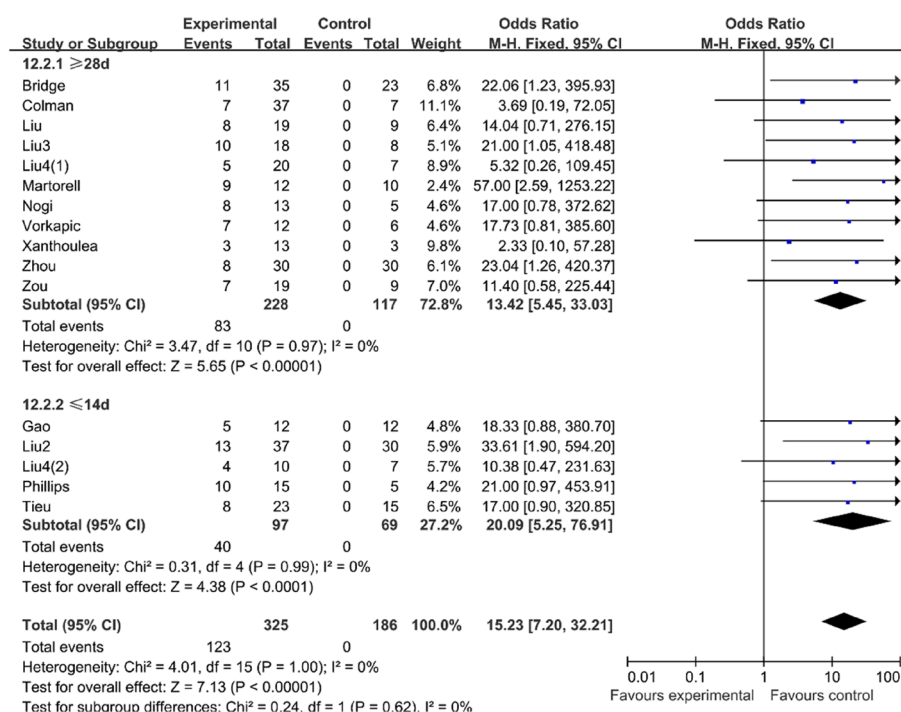 Experimental Control Odds Ratio Odds Ratio
Study or Subgroup Events Total Events Total Weight M-H, Fixed, 95% CI M-H, Fixed, 95% CI
12.2.1 ≥28d
Bridge 11 35 0 23 6.8% 22.06 [1.23, 395.93]
Colman 7 37 0 7 11.1% 3.69 [0.19, 72.05]
Liu 8 19 0 9 6.4% 14.04 [0.71, 276.15]
Liu3 10 18 0 8 5.1% 21.00 [1.05, 418.48]
Liu4(1) 5 20 0 7 8.9% 5.32 [0.26, 109.45]
Martorell 9 12 0 10 2.4% 57.00 [2.59, 1253.22]
Nogi 8 13 0 5 4.6% 17.00 [0.78, 372.62]
Vorkapic 7 12 0 6 4.6% 17.73 [0.81, 385.60]
Xanthoulea 3 13 0 3 9.8% 2.33 [0.10, 57.28]
Zhou 8 30 0 30 6.1% 23.04 [1.26, 420.37]
Zou 7 19 0 9 7.0% 11.40 [0.58, 225.44]
Subtotal (95% CI) 228 117 72.8% 13.42 [5.45, 33.03]
Total events 83 0
Heterogeneity: Chi² = 3.47, df = 10 (P = 0.97); I² = 0%
Test for overall effect: Z = 5.65 (P < 0.00001)
12.2.2 ≤14d
Gao 5 12 0 12 4.8% 18.33 [0.88, 380.70]
Liu2 13 37 0 30 5.9% 33.61 [1.90, 594.20]
Liu4(2) 4 10 0 7 5.7% 10.38 [0.47, 231.63]
Phillips 10 15 0 5 4.2% 21.00 [0.97, 453.91]
Tieu 8 23 0 15 6.5% 17.00 [0.90, 320.85]
Subtotal (95% CI) 97 69 27.2% 20.09 [5.25, 76.91]
Total events 40 0
Heterogeneity: Chi² = 0.31, df = 4 (P = 0.99); I² = 0%
Test for overall effect: Z = 4.38 (P < 0.0001)
Total (95% CI) 325 186 100.0% 15.23 [7.20, 32.21]
Total events 123 0
Heterogeneity: Chi² = 4.01, df = 15 (P = 1.00); I² = 0%
Test for overall effect: Z = 7.13 (P < 0.00001)
Test for subgroup differences: Chi² = 0.24, df = 1 (P = 0.62), I² = 0%
0.01 0.1 1 10 100
Favours experimental Favours control